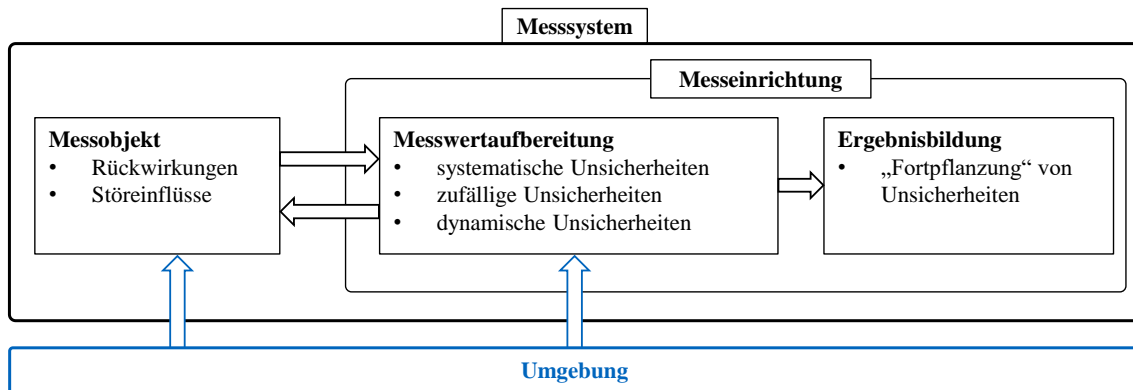 Messsystem
Messeinrichtung
Messobjekt
• Rückwirkungen
• Störeinflüsse
Messwertaufbereitung
• systematische Unsicherheiten
• zufällige Unsicherheiten
• dynamische Unsicherheiten
Ergebnisbildung
• „Fortpflanzung“ von
Unsicherheiten
Umgebung